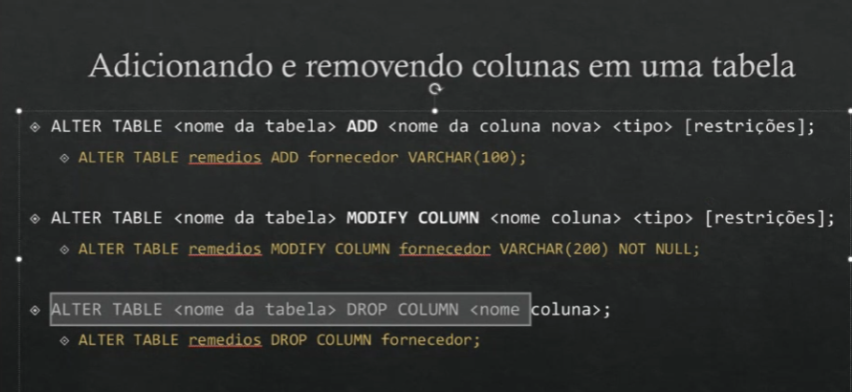 Adicionando e removendo colunas em uma tabela
ALTER TABLE <nome da tabela> ADD <nome da coluna nova> <tipo> [restrições];
ALTER TABLE remedios ADD fornecedor VARCHAR(100);
ALTER TABLE <nome da tabela> MODIFY COLUMN <nome coluna> <tipo> [restrições];
ALTER TABLE remedios MODIFY COLUMN fornecedor VARCHAR(200) NOT NULL;
ALTER TABLE <nome da tabela> DROP COLUMN <nome coluna>;
ALTER TABLE remedios DROP COLUMN fornecedor;